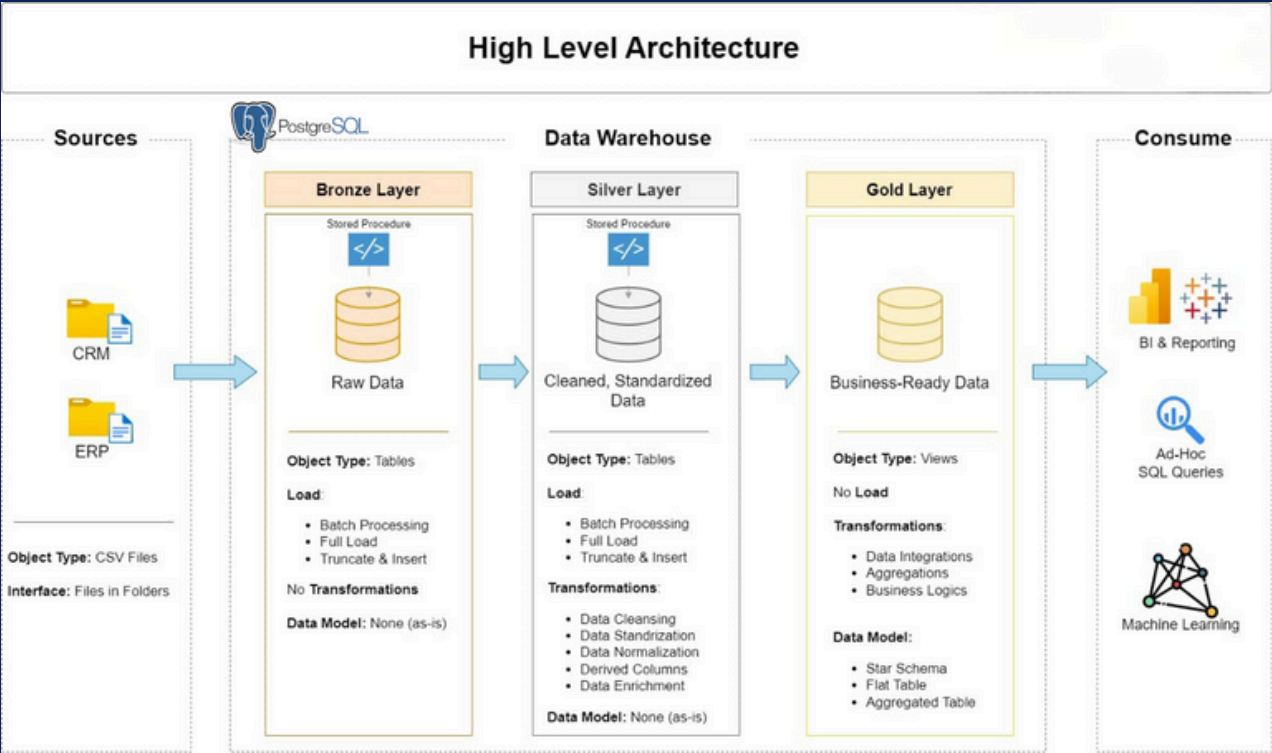 High Level Architecture
Sources
PostgreSQL
Data Warehouse
Consume
CRM
ERP
Object Type: CSV Files
Interface: Files in Folders
Bronze Layer
Stored Procedure
</>
Raw Data
Object Type: Tables
Load:
• Batch Processing
• Full Load
• Truncate & Insert
No Transformations
Data Model: None (as-is)
Silver Layer
Stored Procedure
</>
Cleaned, Standardized
Data
Object Type: Tables
Load:
• Batch Processing
• Full Load
• Truncate & Insert
Transformations:
• Data Cleansing
• Data Standrization
• Data Normalization
• Derived Columns
• Data Enrichment
Data Model: None (as-is)
Gold Layer
Business-Ready Data
Object Type: Views
No Load
Transformations:
• Data Integrations
• Aggregations
• Business Logics
Data Model:
• Star Schema
• Flat Table
• Aggregated Table
BI & Reporting
Ad-Hoc
SQL Queries
Machine Learning